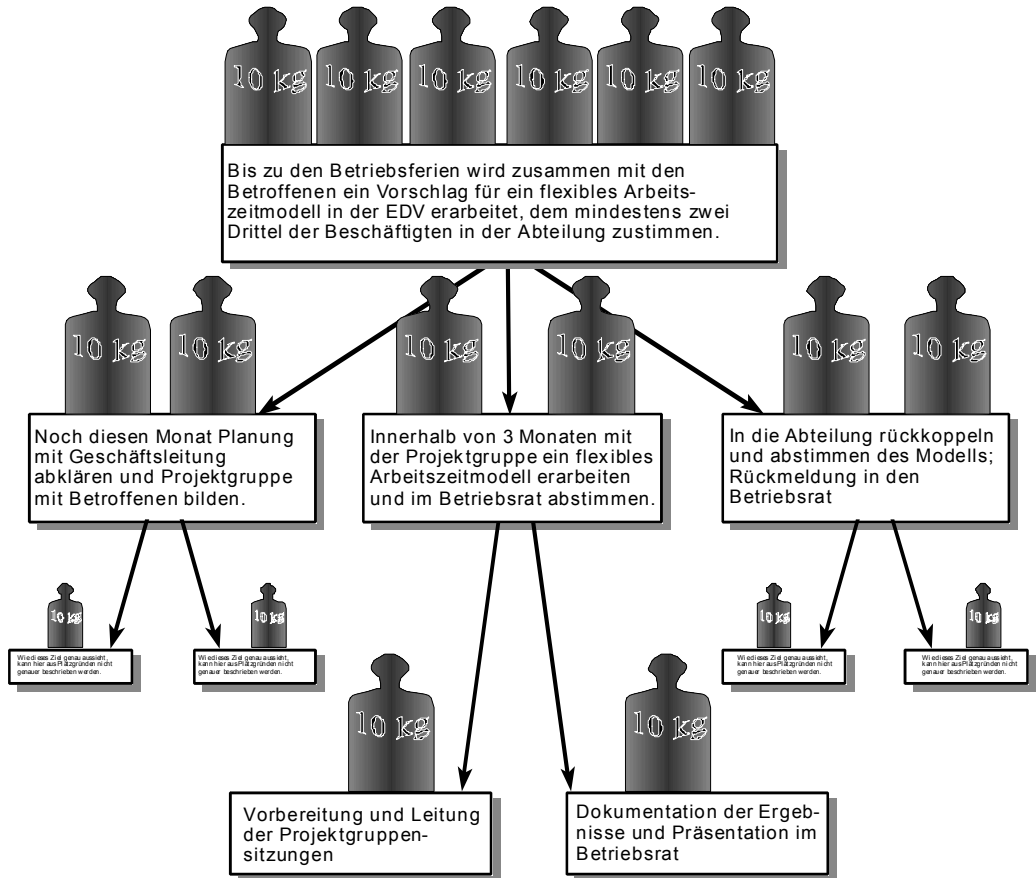 10 kg 10 kg 10 kg 10 kg 10 kg 10 kg
Bis zu den Betriebsferien wird zusammen mit den
Betroffenen ein Vorschlag für ein flexibles Arbeits-
zeitmodell in der EDV erarbeitet, dem mindestens zwei
Drittel der Beschäftigten in der Abteilung zustimmen.
10 kg 10 kg
Noch diesen Monat Planung
mit Geschäftsleitung
abklären und Projektgruppe
mit Betroffenen bilden.
10 kg 10 kg
Innerhalb von 3 Monaten mit
der Projektgruppe ein flexibles
Arbeitszeitmodell erarbeiten
und im Betriebsrat abstimmen.
10 kg 10 kg
In die Abteilung rückkoppeln
und abstimmen des Modells;
Rückmeldung in den
Betriebsrat
10 kg
Wie dieses Ziel genau aussieht,
kann hier aus Platzgründen nicht
genauer beschrieben werden.
10 kg
Wie dieses Ziel genau aussieht,
kann hier aus Platzgründen nicht
genauer beschrieben werden.
10 kg
Wie dieses Ziel genau aussieht,
kann hier aus Platzgründen nicht
genauer beschrieben werden.
10 kg
Wie dieses Ziel genau aussieht,
kann hier aus Platzgründen nicht
genauer beschrieben werden.
10 kg
Vorbereitung und Leitung
der Projektgruppen-
sitzungen
10 kg
Dokumentation der Ergeb-
nisse und Präsentation im
Betriebsrat